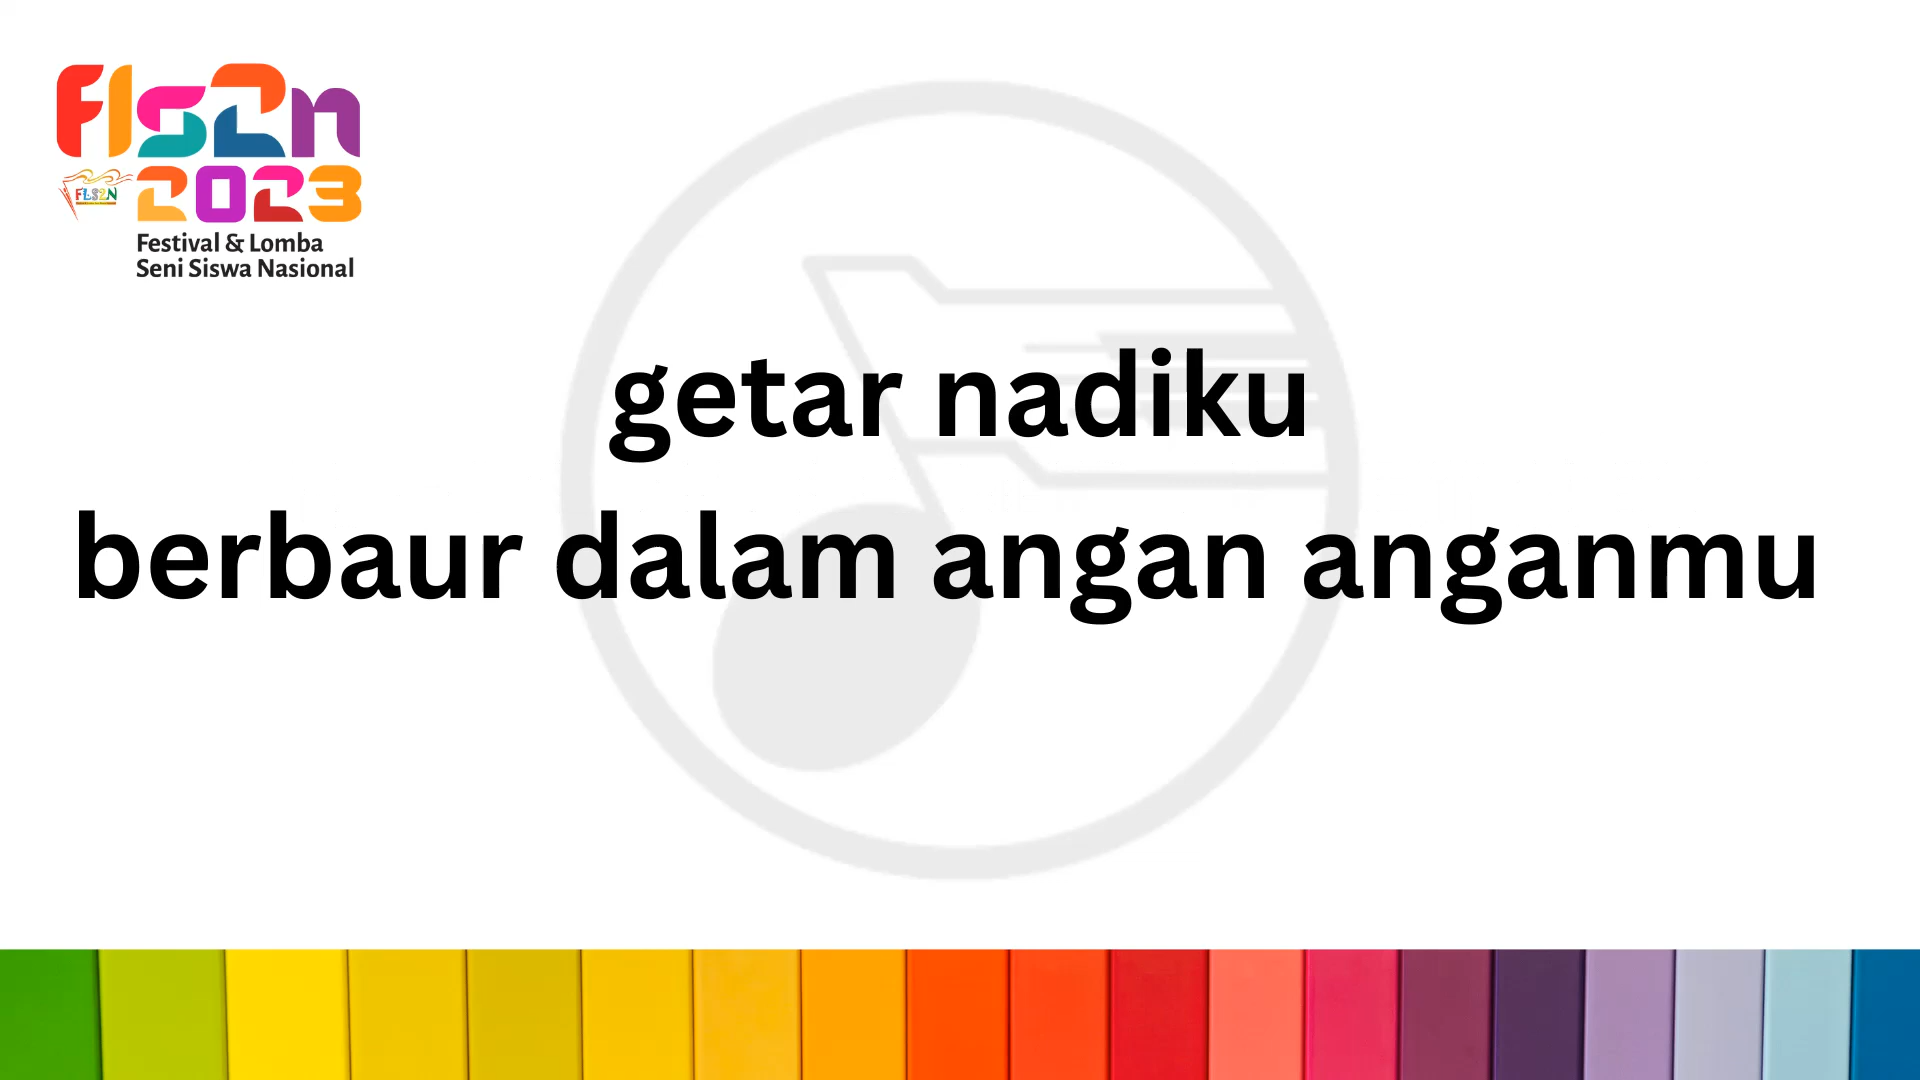 fls2n
FLS2N
2023
Festival & Lomba
Seni Siswa Nasional
getar nadiku
berbaur dalam angan anganmu